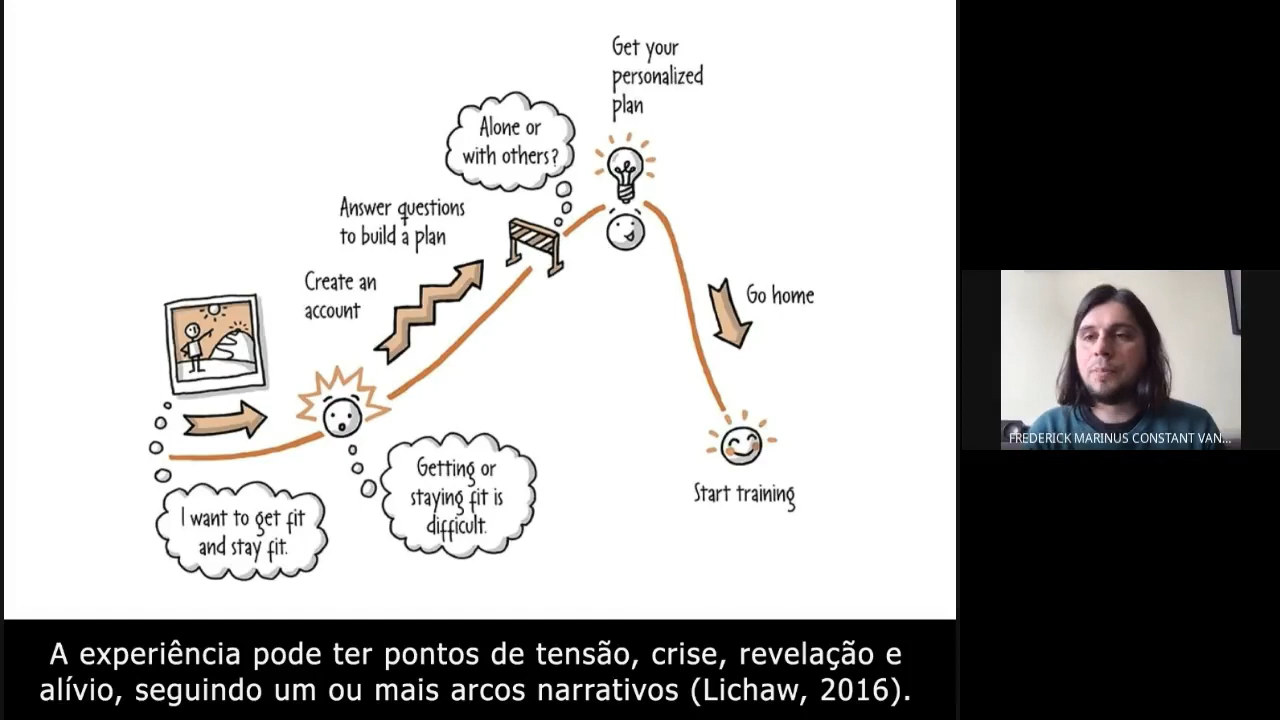 Get your
personalized
plan
Alone or
with others?
Answer questions
to build a plan
Create an
account
Go home
Getting or
staying fit is
difficult.
I want to get fit
and stay fit.
Start training
FREDERICK MARINUS CONSTANT VAN...
A experiência pode ter pontos de tensão, crise, revelação e
alívio, seguindo um ou mais arcos narrativos (Lichaw, 2016).